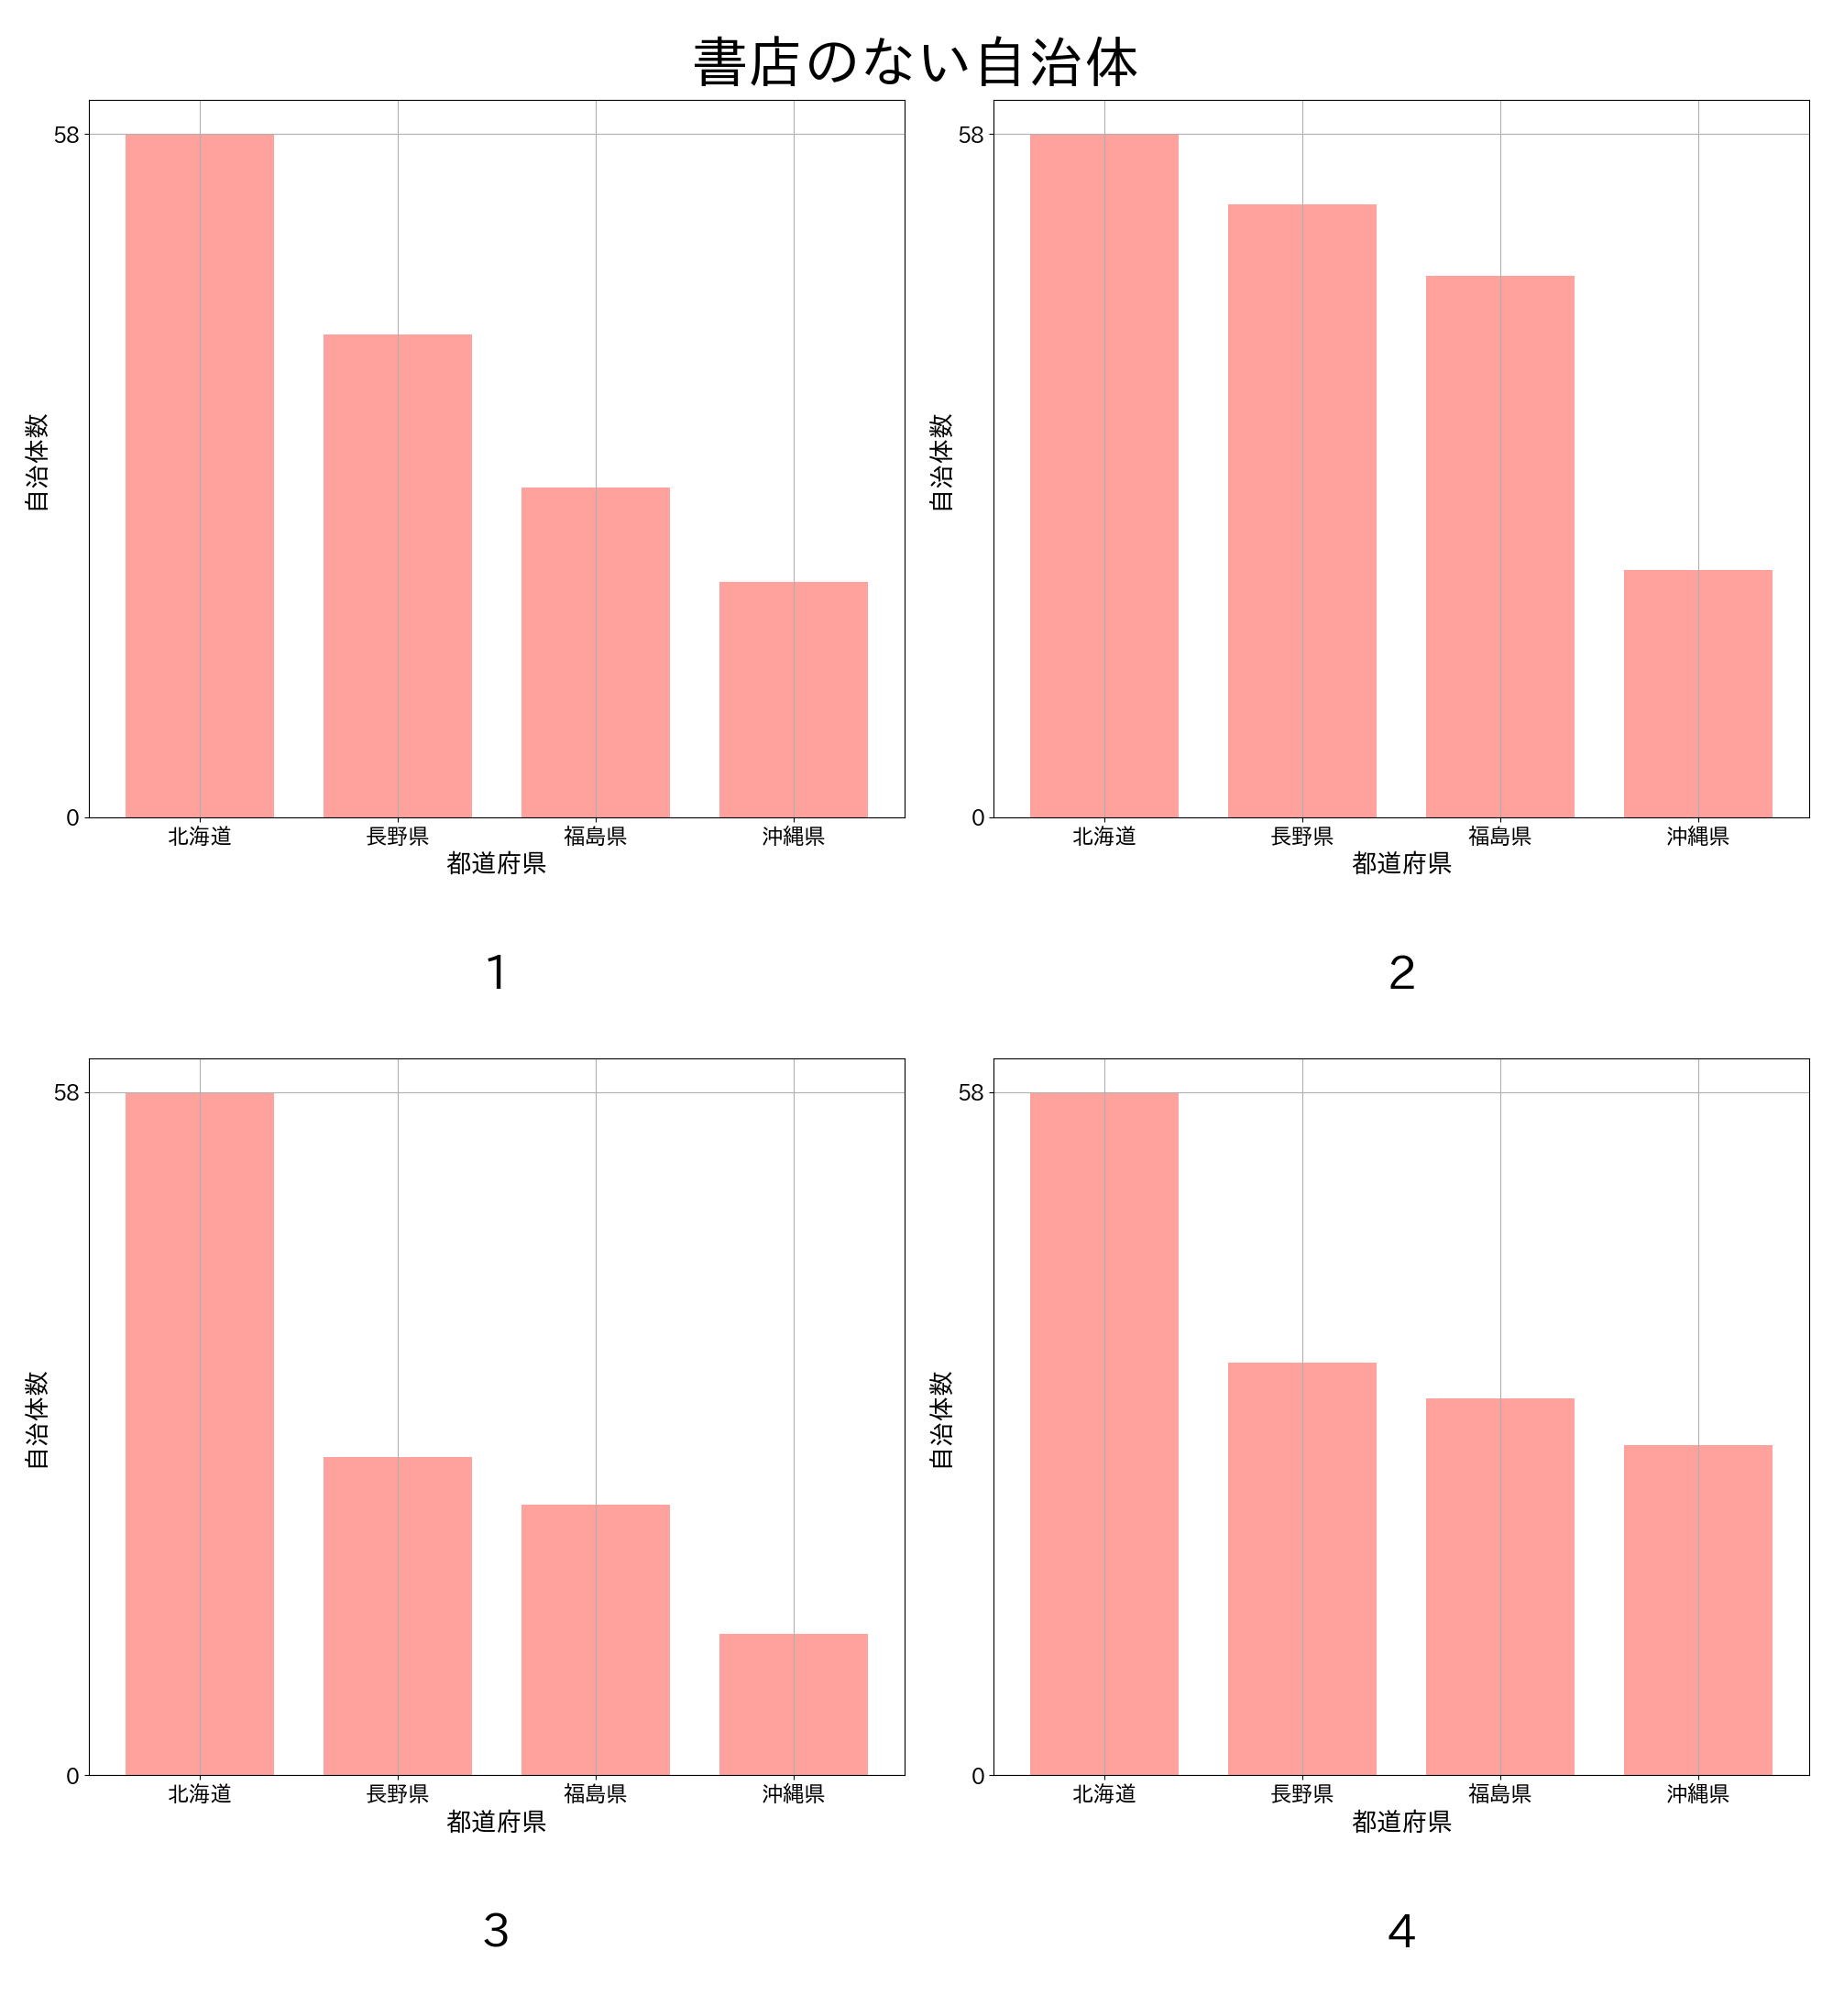 書店のない自治体
58
0
自治体数
北海道 長野県 福島県 沖縄県
都道府県
1
58
0
自治体数
北海道 長野県 福島県 沖縄県
都道府県
2
58
0
自治体数
北海道 長野県 福島県 沖縄県
都道府県
3
58
0
自治体数
北海道 長野県 福島県 沖縄県
都道府県
4